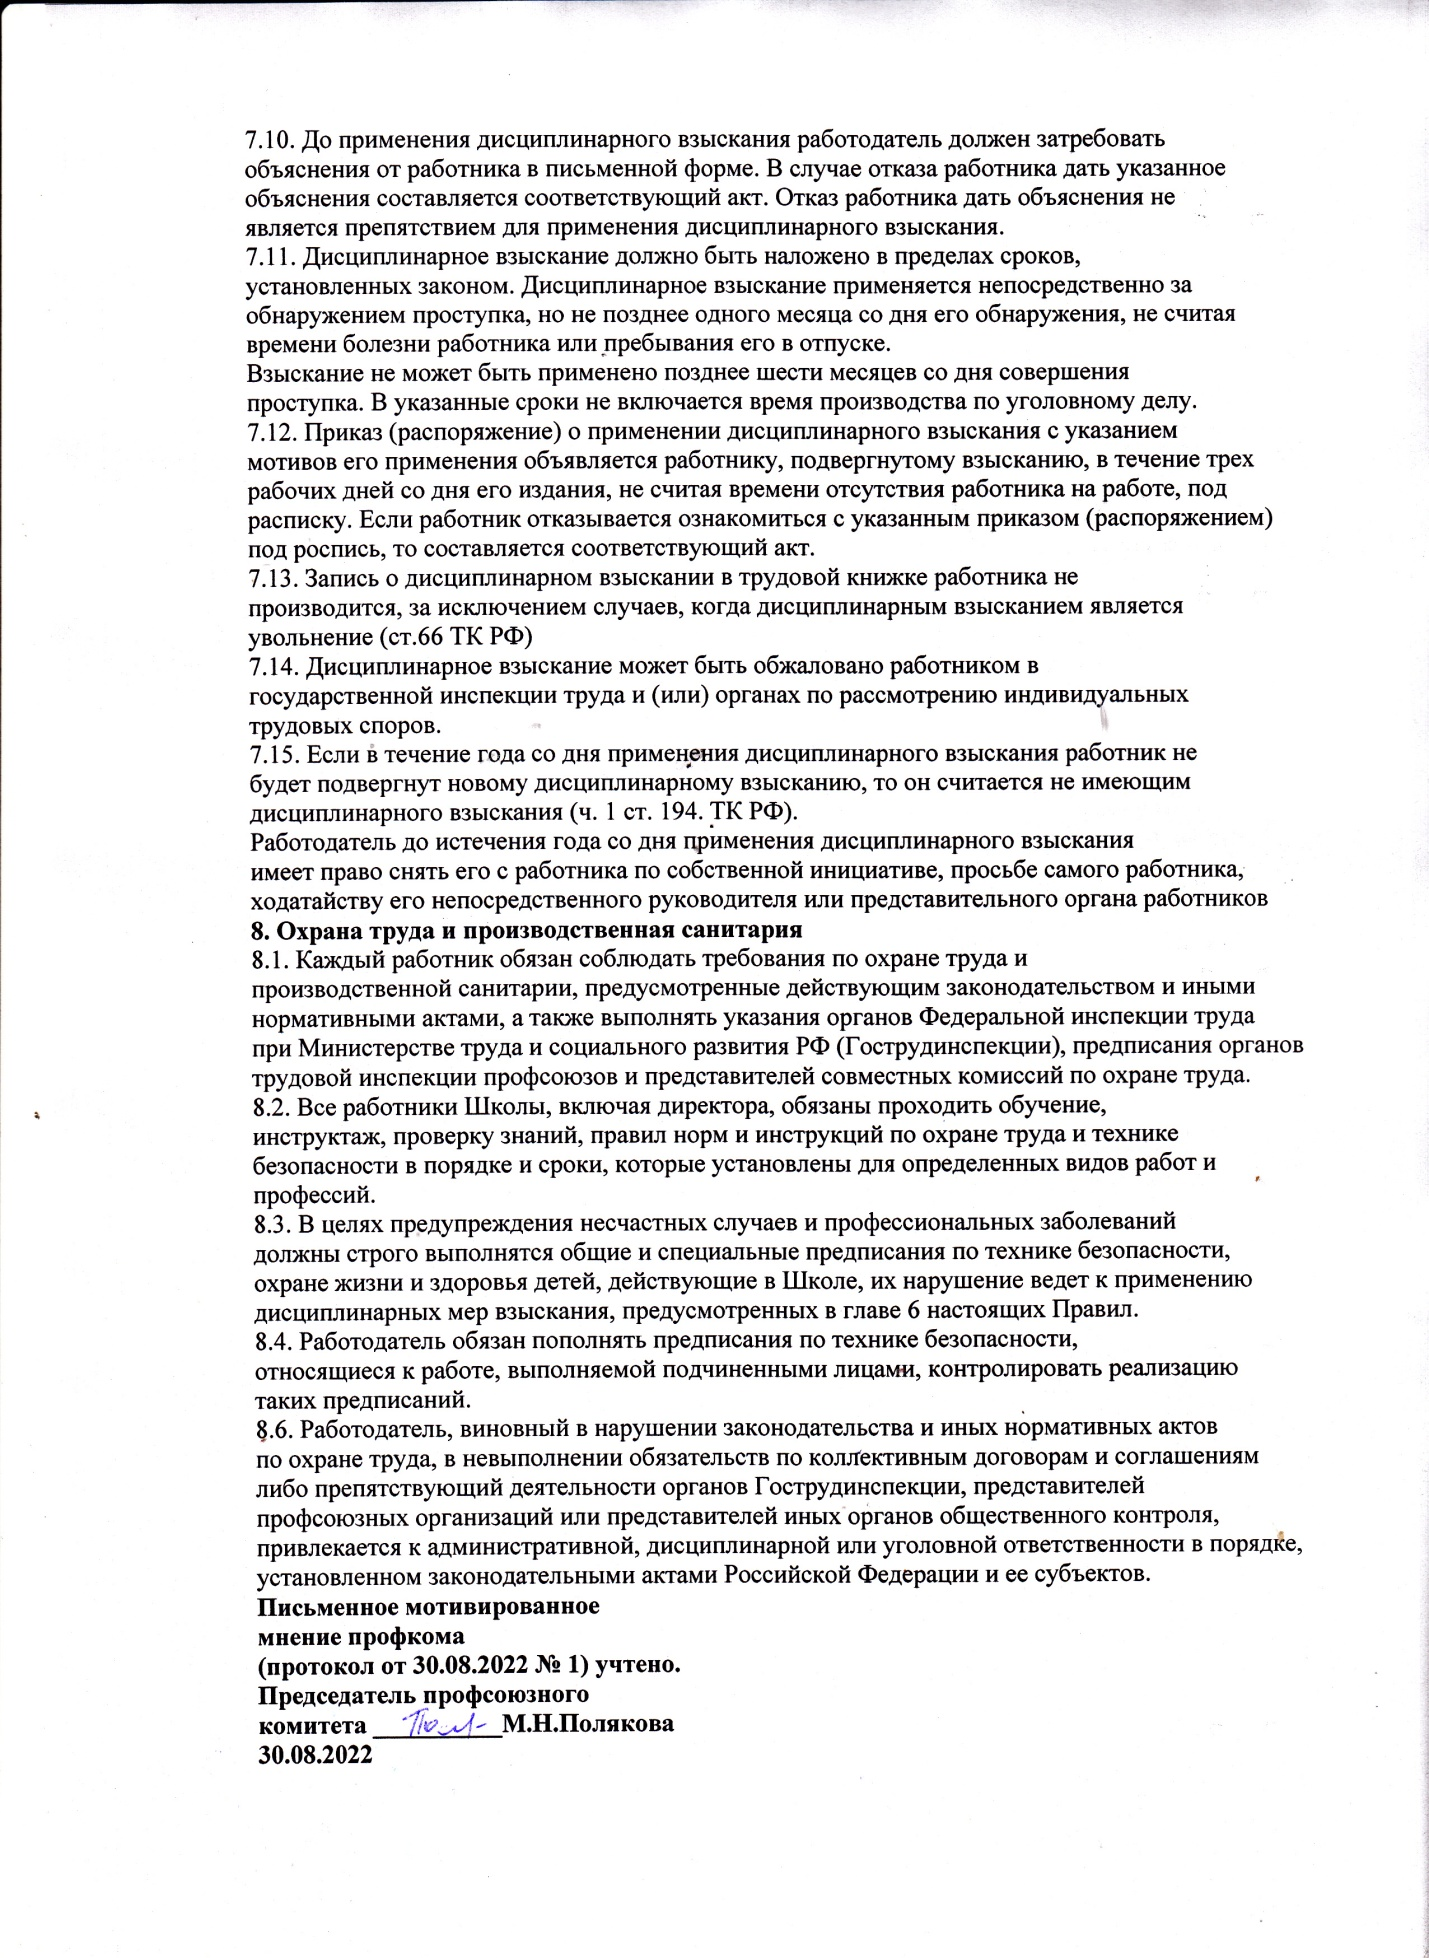 7.10. До применения дисциплинарного взыскания работодатель должен затребовать
объяснения от работника в письменной форме. В случае отказа работника дать указанное
объяснения составляется соответствующий акт. Отказ работника дать объяснения не
является препятствием для применения дисциплинарного взыскания.
7.11. Дисциплинарное взыскание должно быть наложено в пределах сроков,
установленных законом. Дисциплинарное взыскание применяется непосредственно за
обнаружением проступка, но не позднее одного месяца со дня его обнаружения, не считая
времени болезни работника или пребывания его в отпуске.
Взыскание не может быть применено позднее шести месяцев со дня совершения
проступка. В указанные сроки не включается время производства по уголовному делу.
7.12. Приказ (распоряжение) о применении дисциплинарного взыскания с указанием
мотивов его применения объявляется работнику, подвергнутому взысканию, в течение трех
рабочих дней со дня его издания, не считая времени отсутствия работника на работе, под
расписку. Если работник отказывается ознакомиться с указанным приказом (распоряжением)
под роспись, то составляется соответствующий акт.
7.13. Запись о дисциплинарном взыскании в трудовой книжке работника не
производится, за исключением случаев, когда дисциплинарным взысканием является
увольнение (ст.66 ТК РФ)
7.14. Дисциплинарное взыскание может быть обжаловано работником в
государственной инспекции труда и (или) органах по рассмотрению индивидуальных
трудовых споров.
7.15. Если в течение года со дня применения дисциплинарного взыскания работник не
будет подвергнут новому дисциплинарному взысканию, то он считается не имеющим
дисциплинарного взыскания (ч. 1 ст. 194. ТК РФ).
Работодатель до истечения года со дня применения дисциплинарного взыскания
имеет право снять его с работника по собственной инициативе, просьбе самого работника,
ходатайству его непосредственного руководителя или представительного органа работников
8. Охрана труда и производственная санитария
8.1. Каждый работник обязан соблюдать требования по охране труда и
производственной санитарии, предусмотренные действующим законодательством и иными
нормативными актами, а также выполнять указания органов Федеральной инспекции труда
при Министерстве труда и социального развития РФ (Гострудинспекции), предписания органов
трудовой инспекции профсоюзов и представителей совместных комиссий по охране труда.
8.2. Все работники Школы, включая директора, обязаны проходить обучение,
инструктаж, проверку знаний, правил норм и инструкций по охране труда и технике
безопасности в порядке и сроки, которые установлены для определенных видов работ и
профессий.
8.3. В целях предупреждения несчастных случаев и профессиональных заболеваний
должны строго выполнятся общие и специальные предписания по технике безопасности,
охране жизни и здоровья детей, действующие в Школе, их нарушение ведет к применению
дисциплинарных мер взыскания, предусмотренных в главе 6 настоящих Правил.
8.4. Работодатель обязан пополнять предписания по технике безопасности,
относящиеся к работе, выполняемой подчиненными лицами, контролировать реализацию
таких предписаний.
8.6. Работодатель, виновный в нарушении законодательства и иных нормативных актов
по охране труда, в невыполнении обязательств по коллективным договорам и соглашениям
либо препятствующий деятельности органов Гострудинспекции, представителей
профсоюзных организаций или представителей иных органов общественного контроля,
привлекается к административной, дисциплинарной или уголовной ответственности в порядке,
установленном законодательными актами Российской Федерации и ее субъектов.
Письменное мотивированное
мнение профкома
(протокол от 30.08.2022 № 1) учтено.
Председатель профсоюзного
комитета __________М.Н.Полякова
30.08.2022